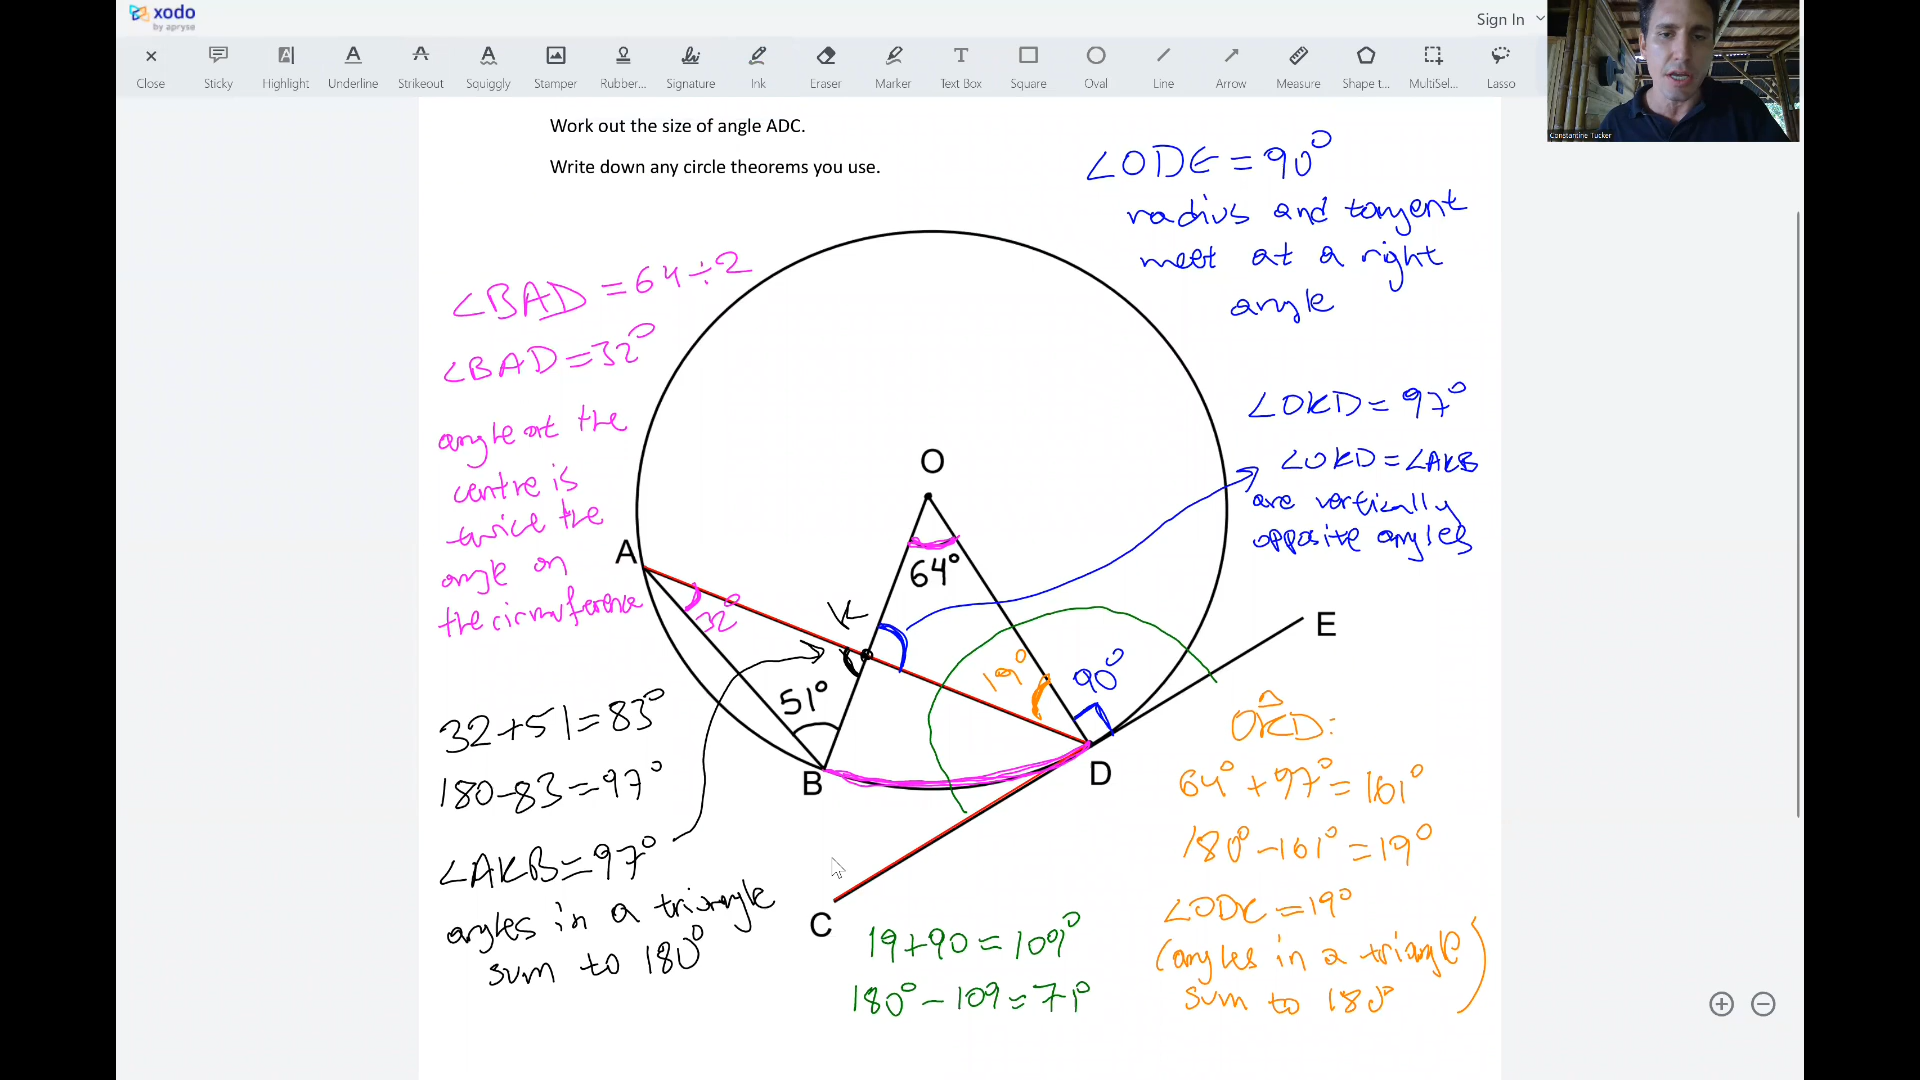 xodo
by apryse
Sign In
Close Sticky Highlight Underline Strikeout Squiggly Stamper Rubber... Signature Ink Eraser Marker Text Box Square Oval Line Arrow Measure Shape t... MultiSel... Lasso
Constantine Tucker
Work out the size of angle ADC.
Write down any circle theorems you use.
∠ODE = 90°
radius and tangent
meet at a right
angle
∠BAD = 64÷2
∠BAD = 32°
angle at the
centre is
twice the
angle on
the circumference
∠OKD = 97°
∠OKD = ∠AKB
are vertically
opposite angles
O
64°
A
32°
K
E
19°
90°
51°
B
D
C
32+51=83°
180-83=97°
∠AKB=97°
angles in a triangle
sum to 180°
19+90=109°
180°-109=71°
OKD:
64°+97°=161°
180°-161°=19°
∠ODK=19°
(angles in a triangle
sum to 180°)